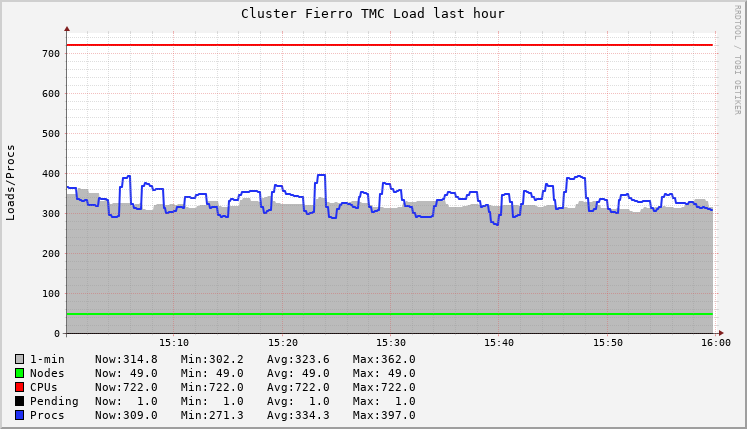 Cluster Fierro TMC Load last hour
RRDTOOL / TOBI OETIKER
Loads/Procs
700
600
500
400
300
200
100
0
15:10 15:20 15:30 15:40 15:50 16:00
1-min Now:314.8 Min:302.2 Avg:323.6 Max:362.0
Nodes Now: 49.0 Min: 49.0 Avg: 49.0 Max: 49.0
CPUs Now:722.0 Min:722.0 Avg:722.0 Max:722.0
Pending Now: 1.0 Min: 1.0 Avg: 1.0 Max: 1.0
Procs Now:309.0 Min:271.3 Avg:334.3 Max:397.0